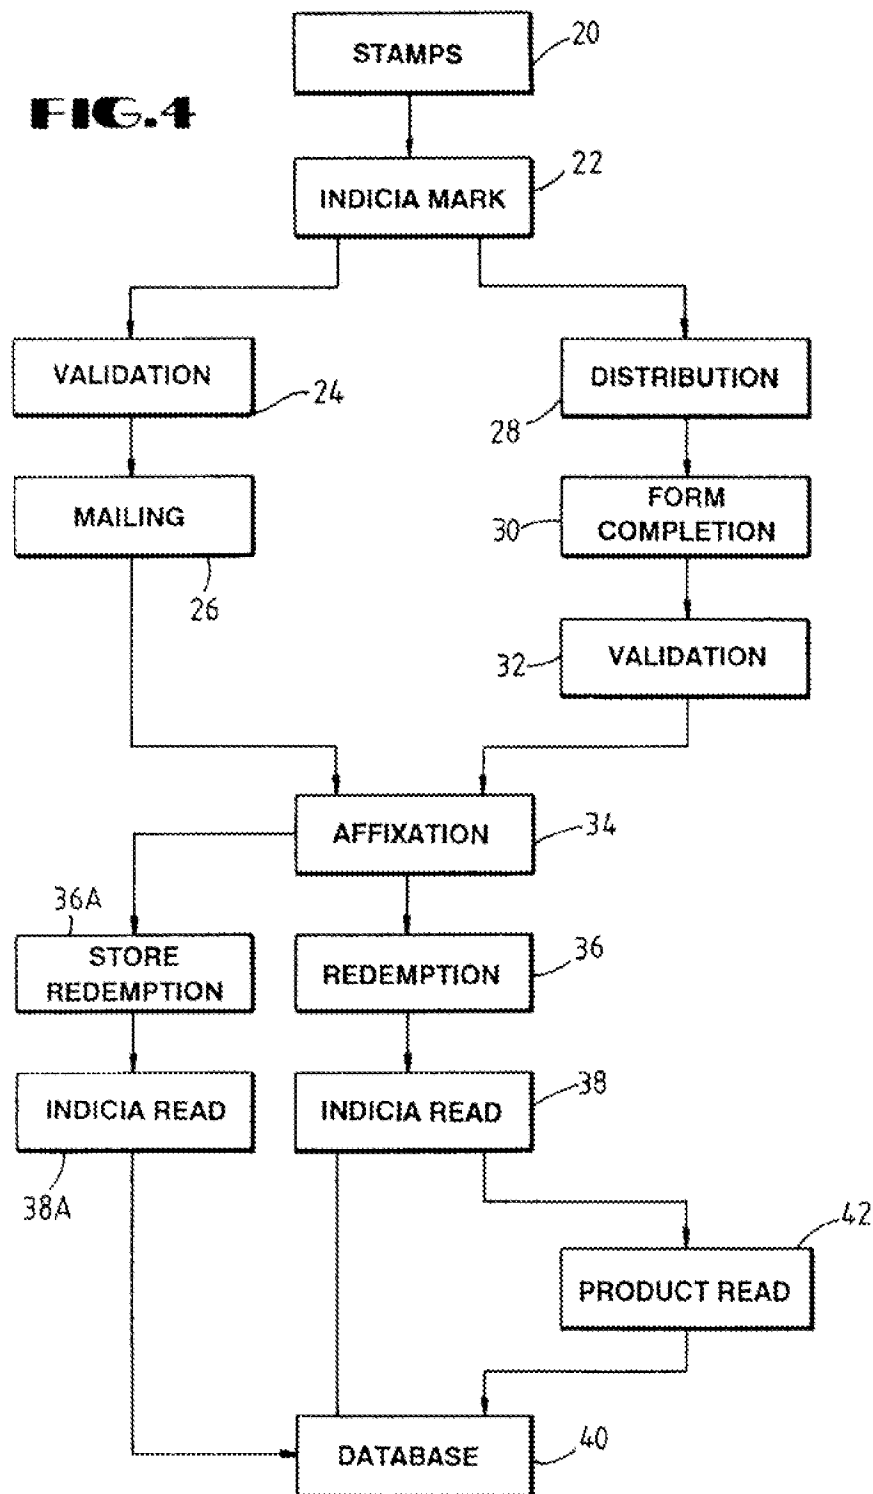 FIG.4
STAMPS
20
INDICIA MARK
22
VALIDATION
24
DISTRIBUTION
28
MAILING
26
FORM
COMPLETION
30
VALIDATION
32
AFFIXATION
34
36A
STORE
REDEMPTION
REDEMPTION
36
INDICIA READ
38A
INDICIA READ
38
PRODUCT READ
42
DATABASE
40